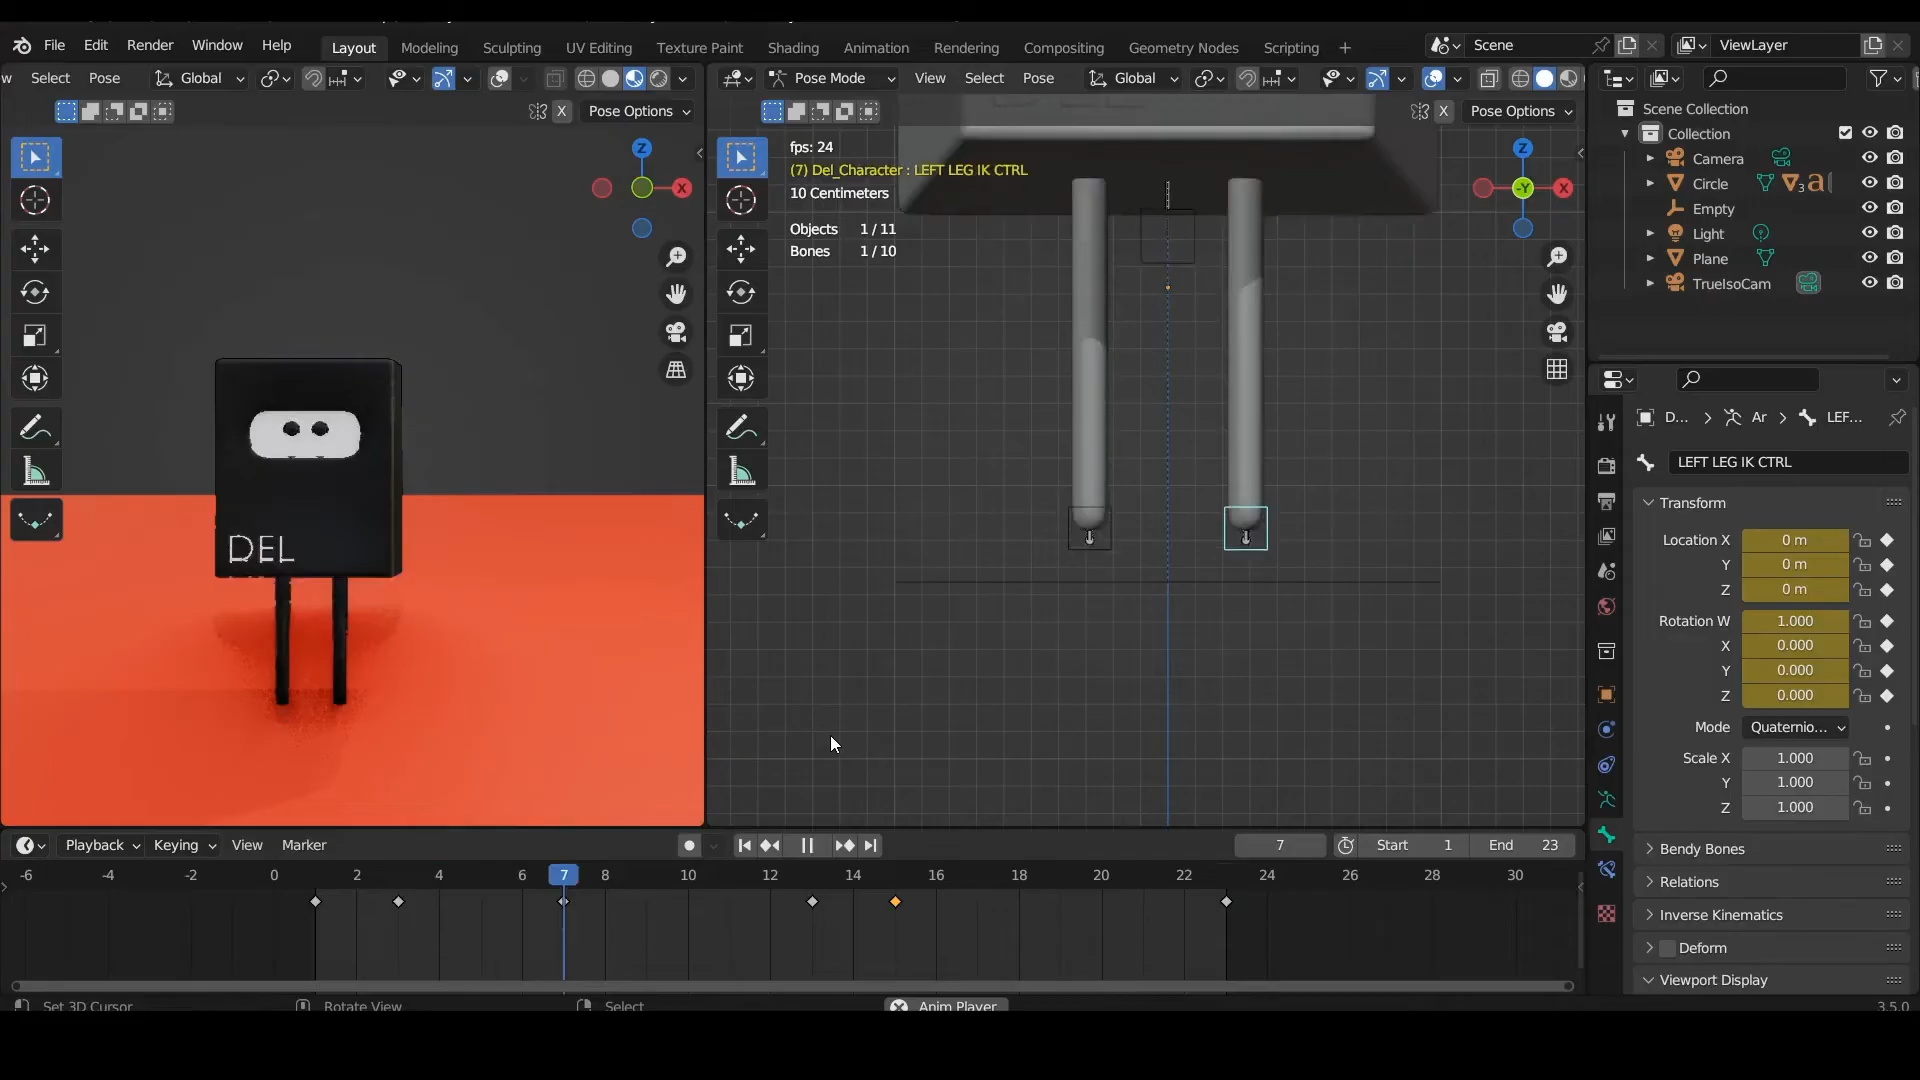 File Edit Render Window Help Layout Modeling Sculpting UV Editing Texture Paint Shading Animation Rendering Compositing Geometry Nodes Scripting + Scene ViewLayer
w Select Pose Global Pose Mode View Select Pose Global
X Pose Options X Pose Options
Scene Collection
Collection
Camera
Circle 3
Empty
Light
Plane
TrueIsoCam
Z
X
fps: 24
(7) Del_Character : LEFT LEG IK CTRL
10 Centimeters
Objects 1 / 11
Bones 1 / 10
Z
-Y X
DEL
D... Ar LEF...
LEFT LEG IK CTRL
Transform
Location X 0 m
Y 0 m
Z 0 m
Rotation W 1.000
X 0.000
Y 0.000
Z 0.000
Mode Quaternio...
Scale X 1.000
Y 1.000
Z 1.000
Bendy Bones
Relations
Inverse Kinematics
Deform
Viewport Display
Playback Keying View Marker 7 Start 1 End 23
-6 -4 -2 0 2 4 6 7 8 10 12 14 16 18 20 22 24 26 28 30
Set 3D Cursor Rotate View Select Anim Player 3.5.0